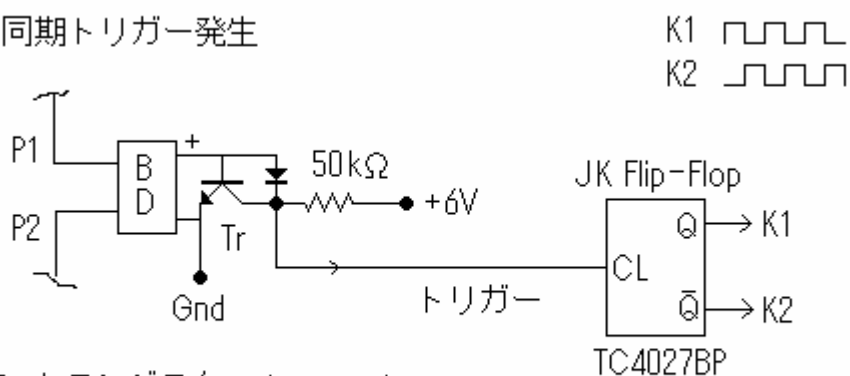 同期トリガー発生
K1
K2
P1
P2
B
D
+
Tr
Gnd
50kΩ
+6V
トリガー
JK Flip-Flop
CL
Q
Q̄
K1
K2
TC4027BP